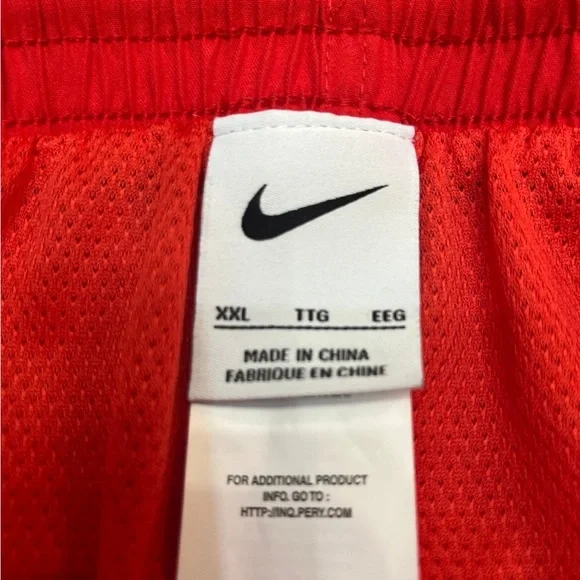 XXL TTG EEG
MADE IN CHINA
FABRIQUE EN CHINE
FOR ADDITIONAL PRODUCT
INFO. GO TO :
HTTP://INQ.PERY.COM